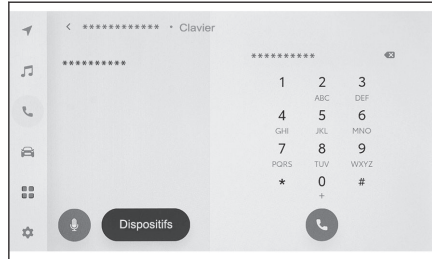 ************ • Clavier
**********
**********
1 2 3
ABC DEF
4 5 6
GHI JKL MNO
7 8 9
PQRS TUV WXYZ
* 0 #
+
Dispositifs